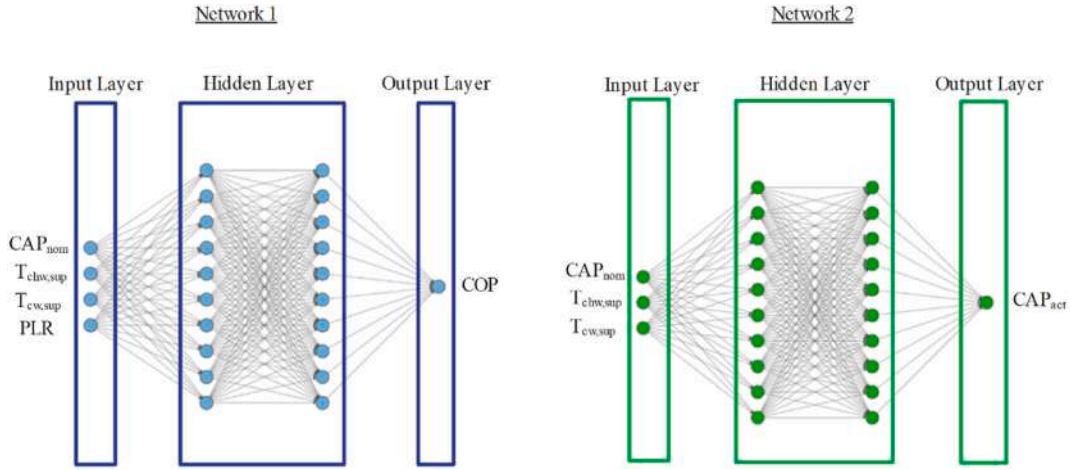 Network 1
Input Layer
Hidden Layer
Output Layer
CAPnom
Tchw,sup
Tcw,sup
PLR
COP
Network 2
Input Layer
Hidden Layer
Output Layer
CAPnom
Tchw,sup
Tcw,sup
CAPact